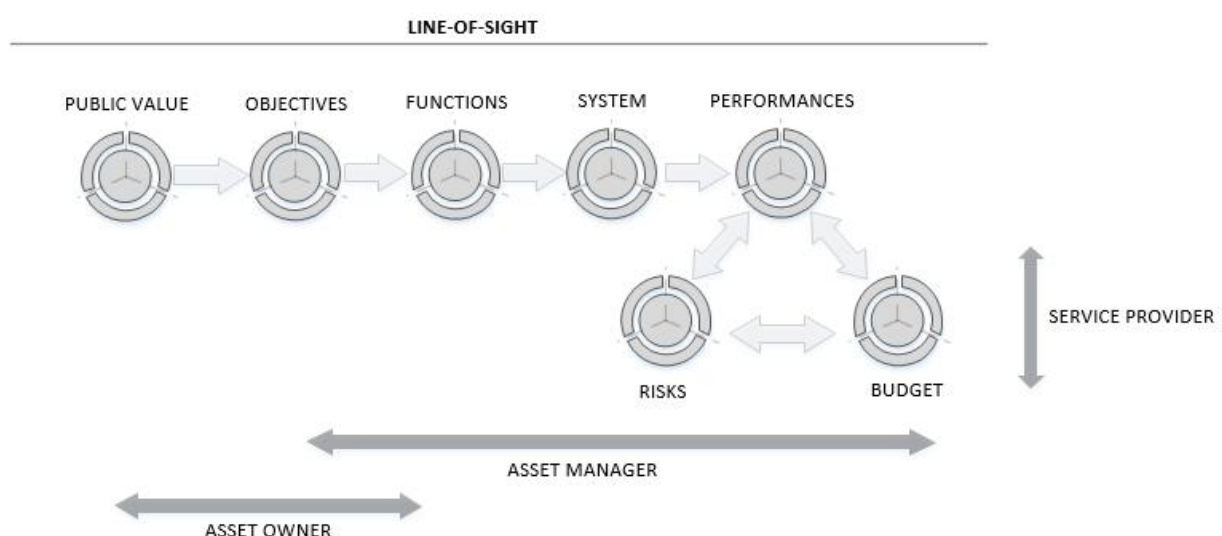 LINE-OF-SIGHT
PUBLIC VALUE
OBJECTIVES
FUNCTIONS
SYSTEM
PERFORMANCES
SERVICE PROVIDER
RISKS
BUDGET
ASSET MANAGER
ASSET OWNER